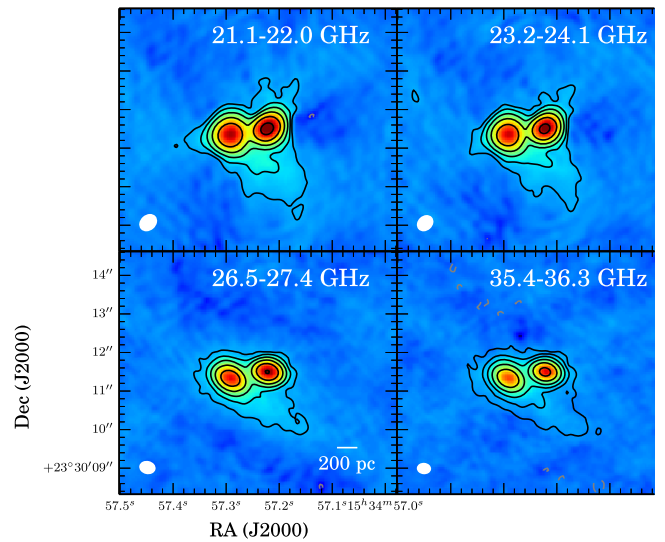 21.1-22.0 GHz
23.2-24.1 GHz
26.5-27.4 GHz
35.4-36.3 GHz
14″
13″
12″
11″
10″
+23°30′09″
Dec (J2000)
200 pc
57.5ˢ 57.4ˢ 57.3ˢ 57.2ˢ 57.1ˢ15ʰ34ᵐ57.0ˢ
RA (J2000)